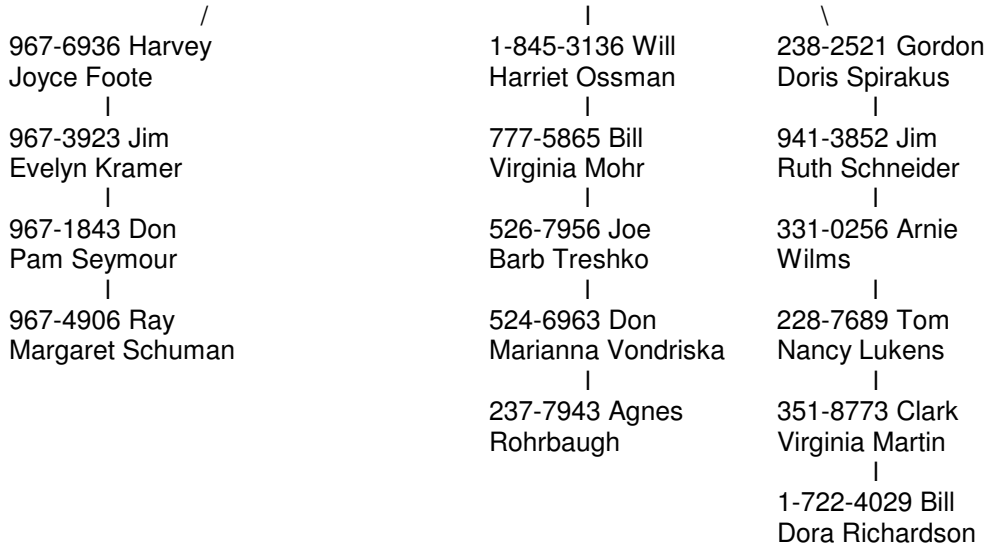 / I \
967-6936 Harvey 1-845-3136 Will 238-2521 Gordon
Joyce Foote Harriet Ossman Doris Spirakus
I I I
967-3923 Jim 777-5865 Bill 941-3852 Jim
Evelyn Kramer Virginia Mohr Ruth Schneider
I I I
967-1843 Don 526-7956 Joe 331-0256 Arnie
Pam Seymour Barb Treshko Wilms
I I I
967-4906 Ray 524-6963 Don 228-7689 Tom
Margaret Schuman Marianna Vondriska Nancy Lukens
I I
237-7943 Agnes 351-8773 Clark
Rohrbaugh Virginia Martin
I
1-722-4029 Bill
Dora Richardson